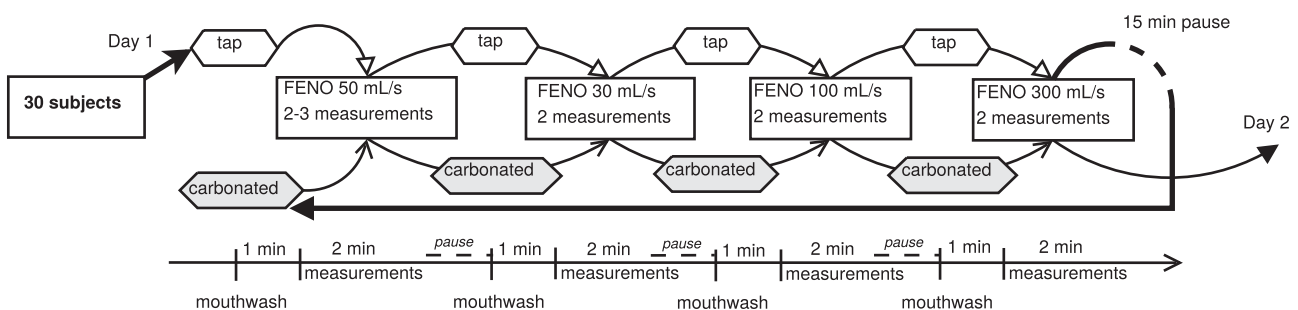 15 min pause
Day 1
tap
tap
tap
tap
30 subjects
FENO 50 mL/s
2-3 measurements
FENO 30 mL/s
2 measurements
FENO 100 mL/s
2 measurements
FENO 300 mL/s
2 measurements
Day 2
carbonated
carbonated
carbonated
carbonated
1 min
2 min
pause
1 min
2 min
pause
1 min
2 min
pause
1 min
2 min
measurements
measurements
measurements
measurements
mouthwash
mouthwash
mouthwash
mouthwash